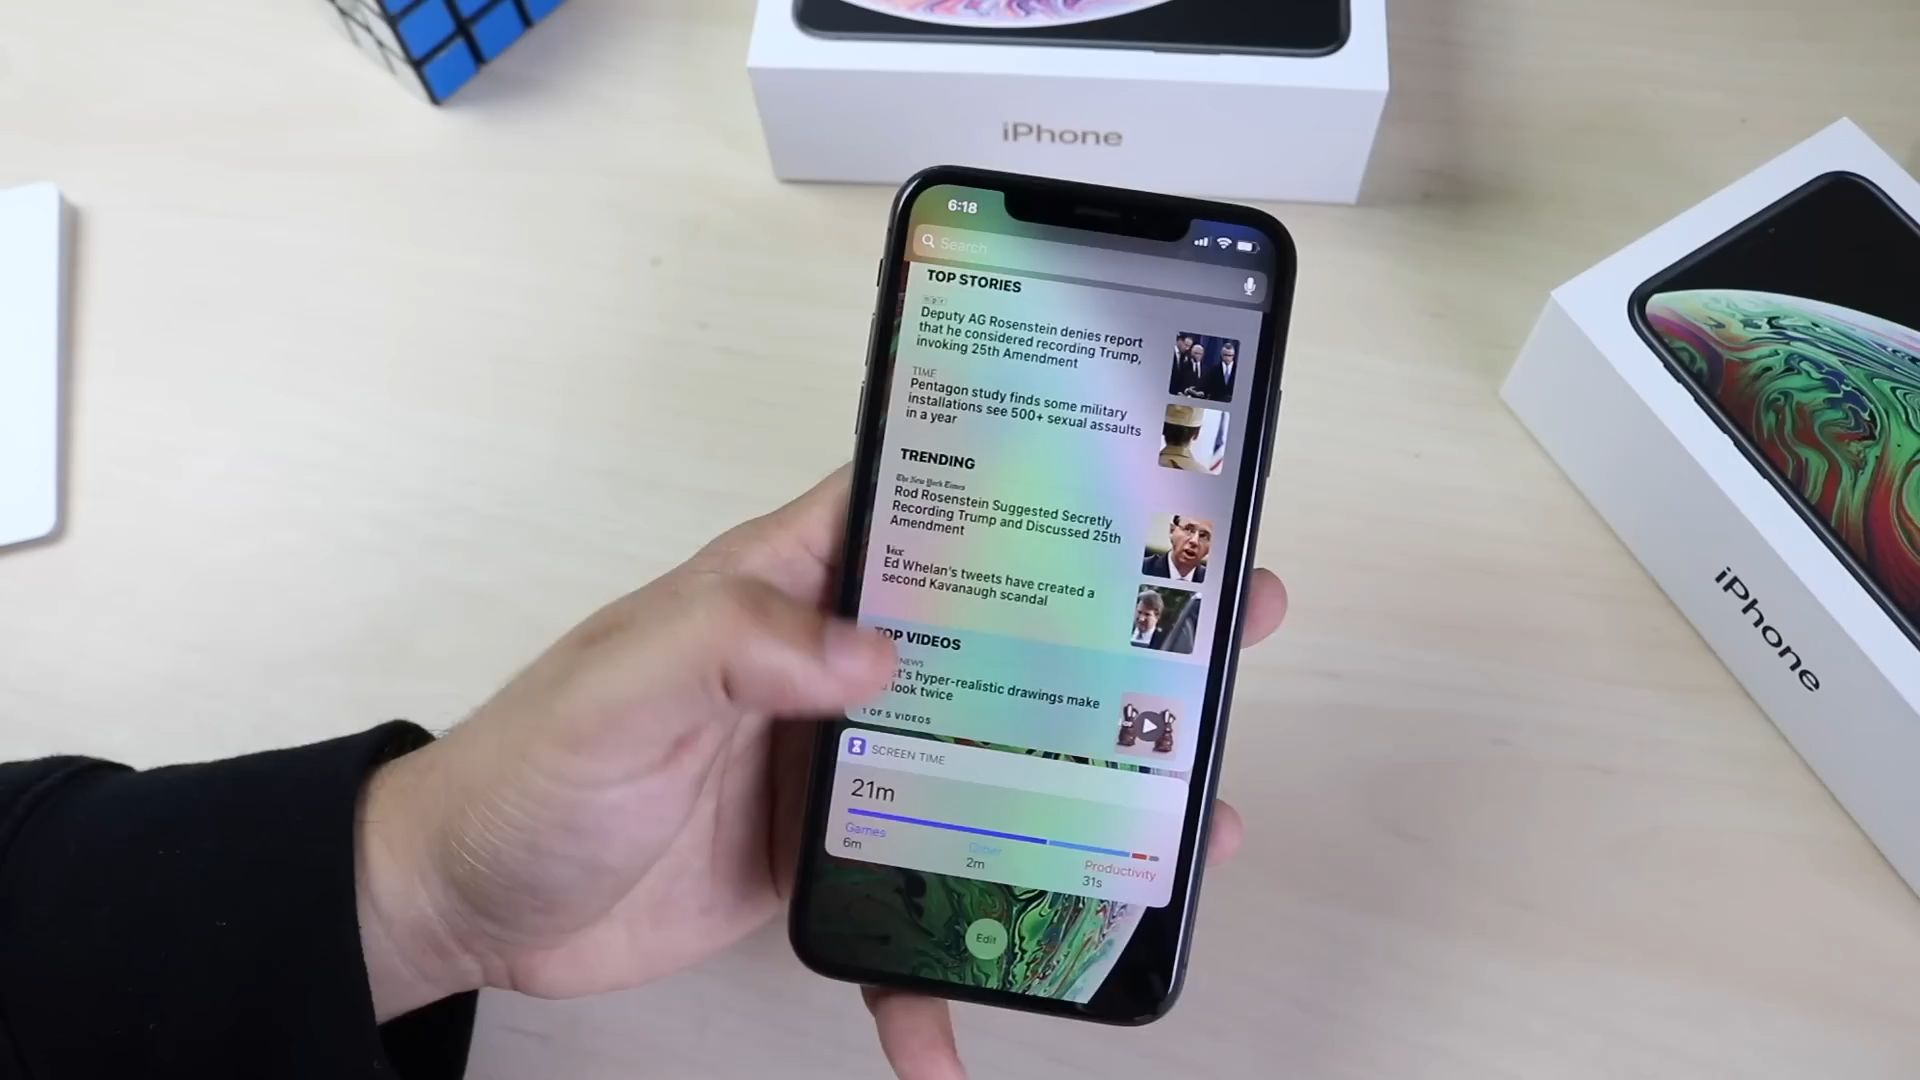 iPhone
6:18
Search
TOP STORIES
npr
Deputy AG Rosenstein denies report
that he considered recording Trump,
invoking 25th Amendment
TIME
Pentagon study finds some military
installations see 500+ sexual assaults
in a year
TRENDING
The New York Times
Rod Rosenstein Suggested Secretly
Recording Trump and Discussed 25th
Amendment
Vox
Ed Whelan's tweets have created a
second Kavanaugh scandal
TOP VIDEOS
NEWS
hyper-realistic drawings make
look twice
1 OF 5 VIDEOS
SCREEN TIME
21m
Games
6m
Other
2m
Productivity
31s
Edit
iPhone